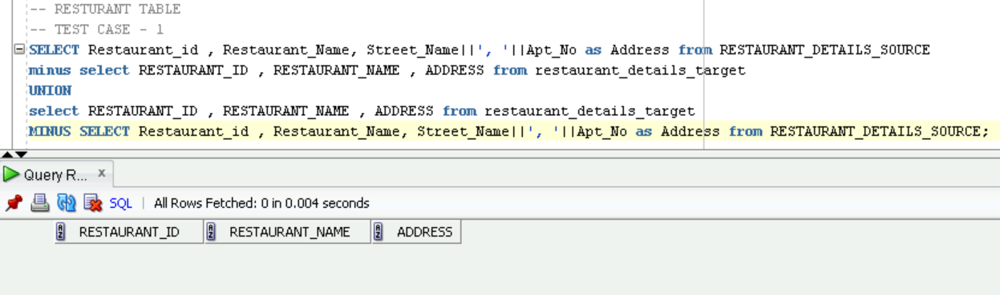 -- RESTURANT TABLE
-- TEST CASE - 1
SELECT Restaurant_id , Restaurant_Name, Street_Name||', '||Apt_No as Address from RESTAURANT_DETAILS_SOURCE
minus select RESTAURANT_ID , RESTAURANT_NAME , ADDRESS from restaurant_details_target
UNION
select RESTAURANT_ID , RESTAURANT_NAME , ADDRESS from restaurant_details_target
MINUS SELECT Restaurant_id , Restaurant_Name, Street_Name||', '||Apt_No as Address from RESTAURANT_DETAILS_SOURCE;
Query R... x
SQL | All Rows Fetched: 0 in 0.004 seconds
RESTAURANT_ID RESTAURANT_NAME ADDRESS